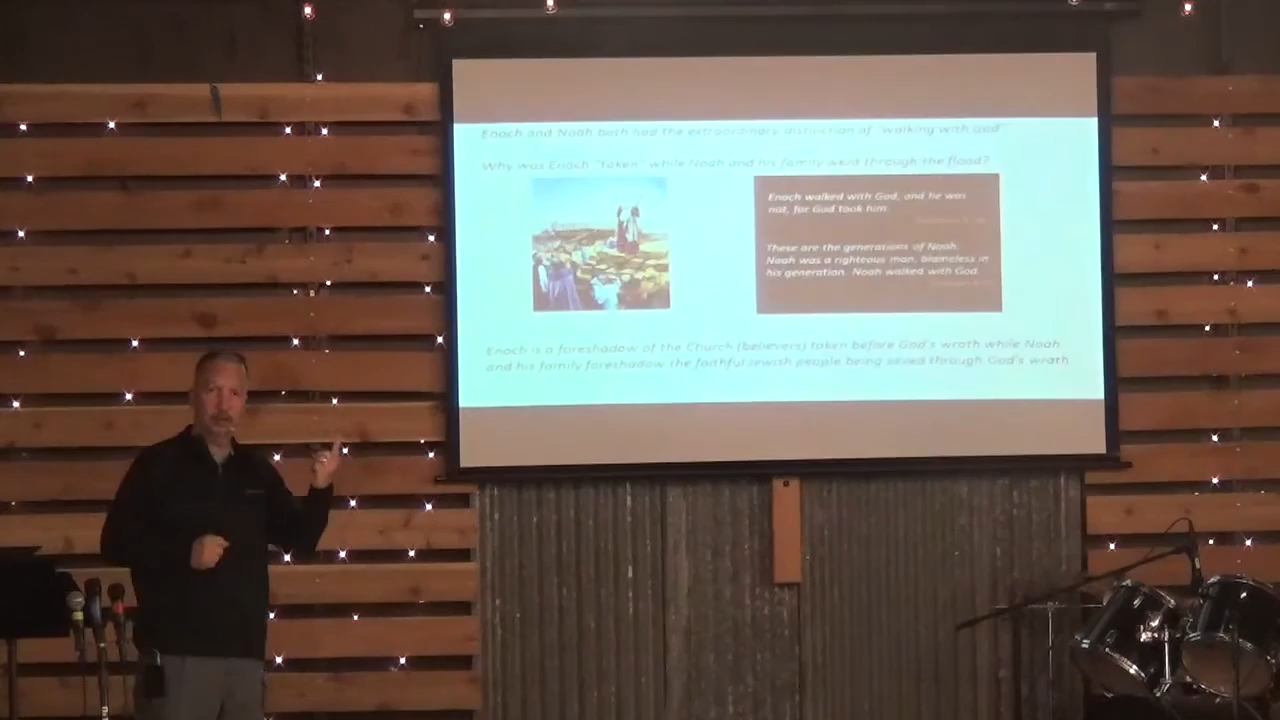 Enoch and Noah both had the extraordinary distinction of "walking with God"
Why was Enoch "taken" while Noah and his family went through the flood?
Enoch walked with God, and he was
not, for God took him.
These are the generations of Noah.
Noah was a righteous man, blameless in
his generation. Noah walked with God.
Enoch is a foreshadow of the Church (believers) taken before God's wrath while Noah
and his family foreshadow the faithful Jewish people being saved through God's wrath